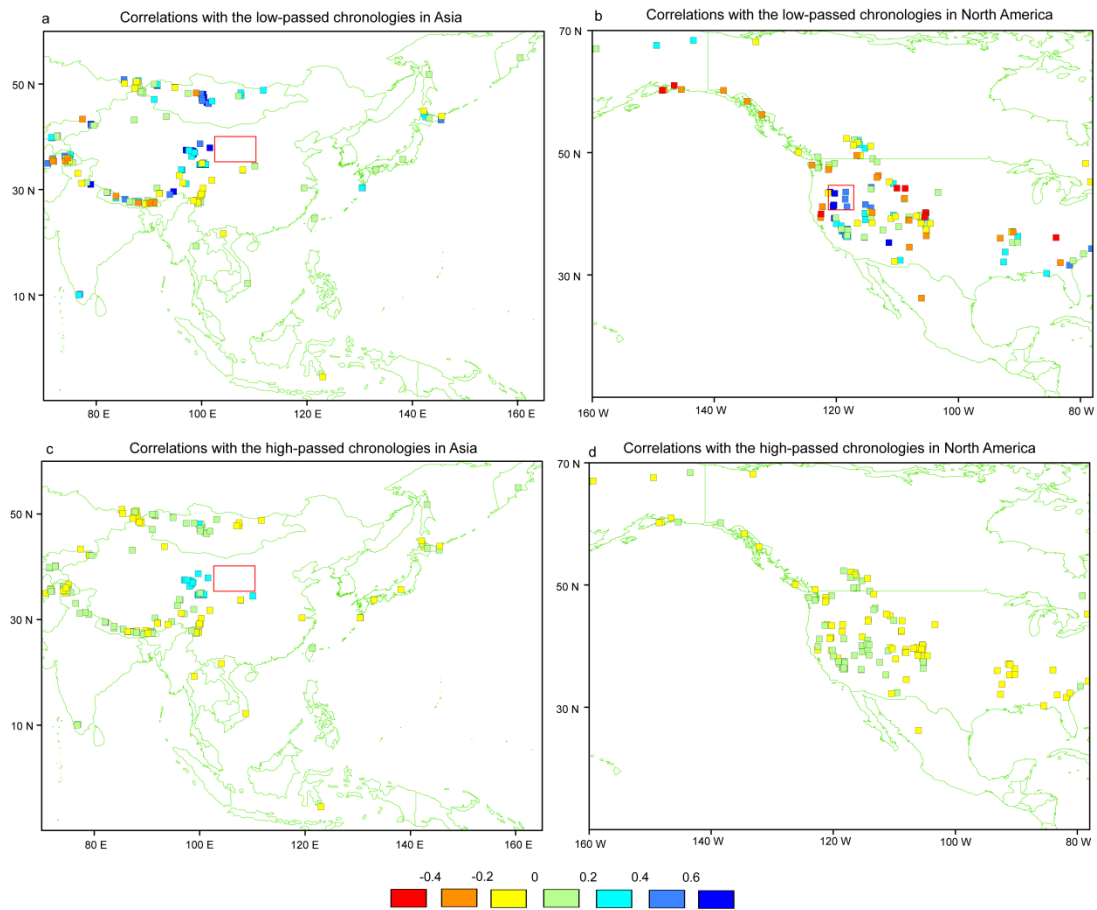 a Correlations with the low-passed chronologies in Asia
50 N
30 N
10 N
80 E 100 E 120 E 140 E 160 E
b Correlations with the low-passed chronologies in North America
70 N
50 N
30 N
160 W 140 W 120 W 100 W 80 W
c Correlations with the high-passed chronologies in Asia
50 N
30 N
10 N
80 E 100 E 120 E 140 E 160 E
d Correlations with the high-passed chronologies in North America
70 N
50 N
30 N
160 W 140 W 120 W 100 W 80 W
-0.4 -0.2 0 0.2 0.4 0.6